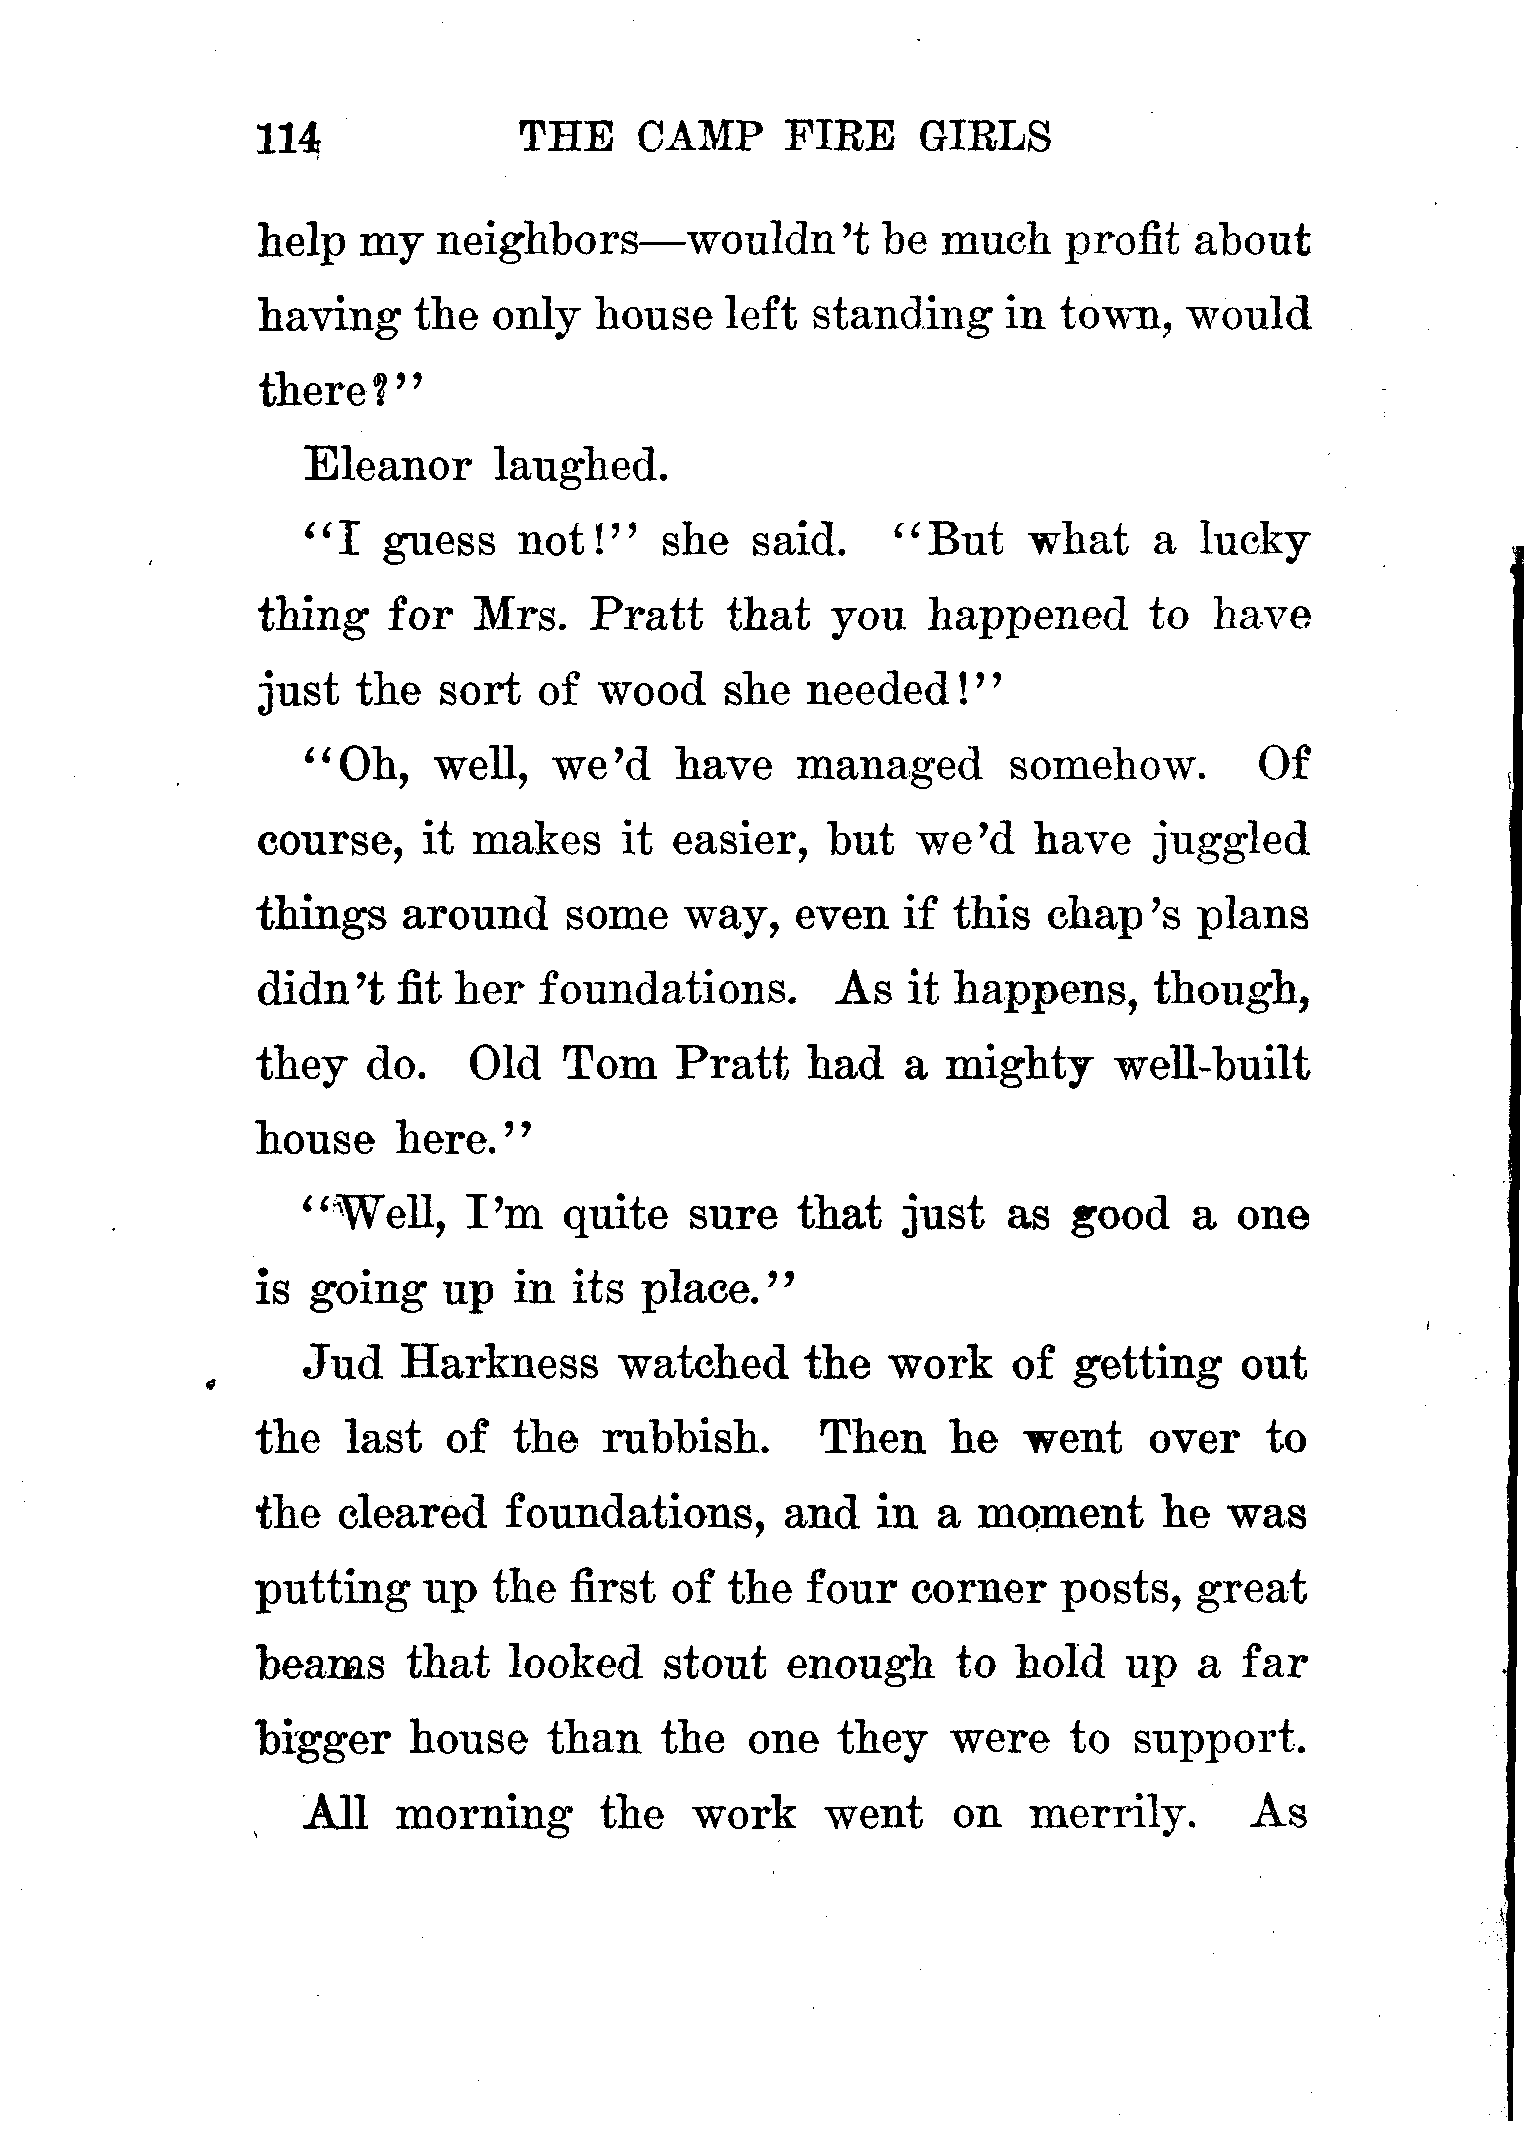 114 THE CAMP FIRE GIRLS
help my neighbors—wouldn't be much profit about
having the only house left standing in town, would
there?"
Eleanor laughed.
"I guess not!" she said. "But what a lucky
thing for Mrs. Pratt that you happened to have
just the sort of wood she needed!"
"Oh, well, we'd have managed somehow. Of
course, it makes it easier, but we'd have juggled
things around some way, even if this chap's plans
didn't fit her foundations. As it happens, though,
they do. Old Tom Pratt had a mighty well-built
house here."
"Well, I'm quite sure that just as good a one
is going up in its place."
Jud Harkness watched the work of getting out
the last of the rubbish. Then he went over to
the cleared foundations, and in a moment he was
putting up the first of the four corner posts, great
beams that looked stout enough to hold up a far
bigger house than the one they were to support.
All morning the work went on merrily. As